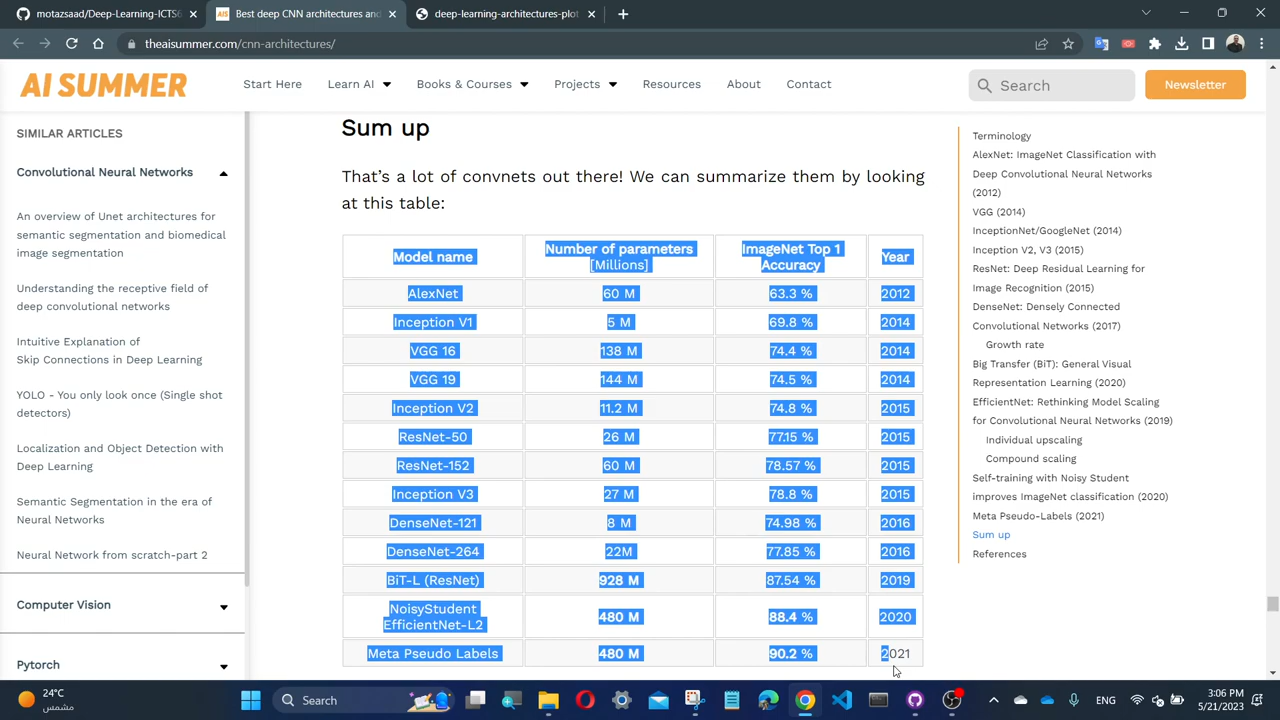 motazsaad/Deep-Learning-ICTS6
Best deep CNN architectures and
deep-learning-architectures-plot
theaisummer.com/cnn-architectures/
AI SUMMER
Start Here
Learn AI
Books & Courses
Projects
Resources
About
Contact
Search
Newsletter
SIMILAR ARTICLES
Convolutional Neural Networks
An overview of Unet architectures for
semantic segmentation and biomedical
image segmentation
Understanding the receptive field of
deep convolutional networks
Intuitive Explanation of
Skip Connections in Deep Learning
YOLO - You only look once (Single shot
detectors)
Localization and Object Detection with
Deep Learning
Semantic Segmentation in the era of
Neural Networks
Neural Network from scratch-part 2
Computer Vision
Pytorch
Sum up
That's a lot of convnets out there! We can summarize them by looking
at this table:
Model name Number of parameters [Millions] ImageNet Top 1 Accuracy Year
AlexNet 60 M 63.3 % 2012
Inception V1 5 M 69.8 % 2014
VGG 16 138 M 74.4 % 2014
VGG 19 144 M 74.5 % 2014
Inception V2 11.2 M 74.8 % 2015
ResNet-50 26 M 77.15 % 2015
ResNet-152 60 M 78.57 % 2015
Inception V3 27 M 78.8 % 2015
DenseNet-121 8 M 74.98 % 2016
DenseNet-264 22M 77.85 % 2016
BiT-L (ResNet) 928 M 87.54 % 2019
NoisyStudent EfficientNet-L2 480 M 88.4 % 2020
Meta Pseudo Labels 480 M 90.2 % 2021
Terminology
AlexNet: ImageNet Classification with
Deep Convolutional Neural Networks
(2012)
VGG (2014)
InceptionNet/GoogleNet (2014)
Inception V2, V3 (2015)
ResNet: Deep Residual Learning for
Image Recognition (2015)
DenseNet: Densely Connected
Convolutional Networks (2017)
Growth rate
Big Transfer (BiT): General Visual
Representation Learning (2020)
EfficientNet: Rethinking Model Scaling
for Convolutional Neural Networks (2019)
Individual upscaling
Compound scaling
Self-training with Noisy Student
improves ImageNet classification (2020)
Meta Pseudo-Labels (2021)
Sum up
References
24°C
مشمس
Search
ENG
3:06 PM
5/21/2023